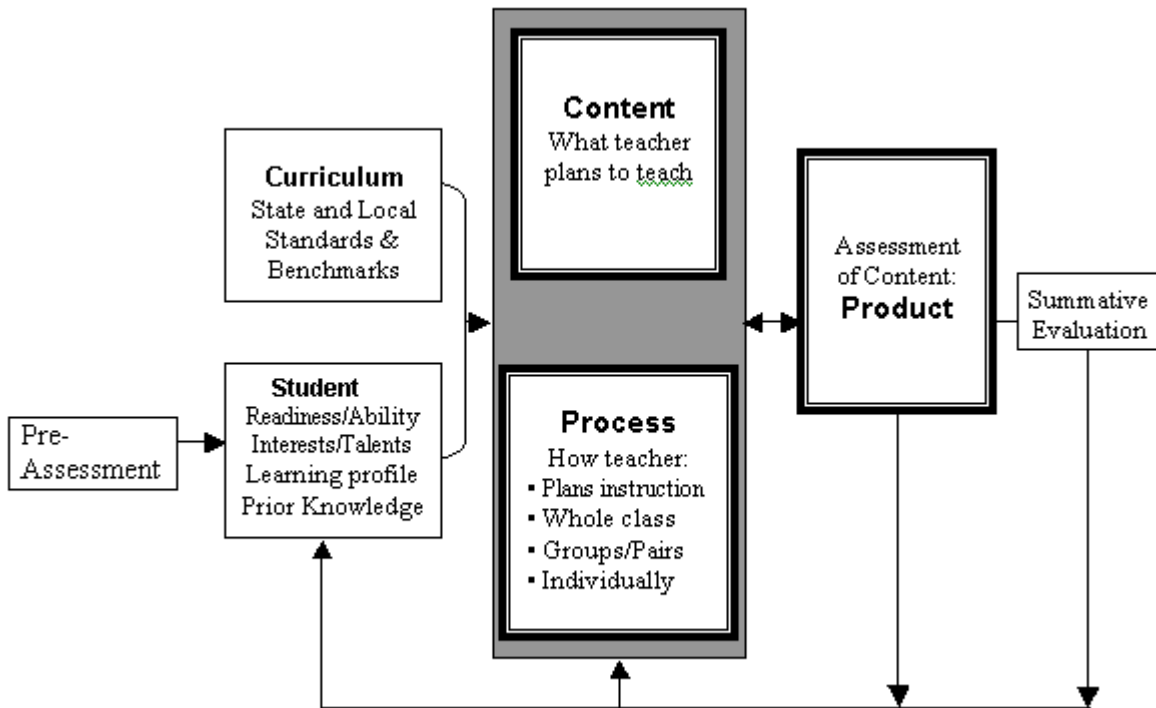 Curriculum
State and Local
Standards &
Benchmarks
Pre-
Assessment
Student
Readiness/Ability
Interests/Talents
Learning profile
Prior Knowledge
Content
What teacher
plans to teach
Process
How teacher:
▪ Plans instruction
▪ Whole class
▪ Groups/Pairs
▪ Individually
Assessment
of Content:
Product
Summative
Evaluation